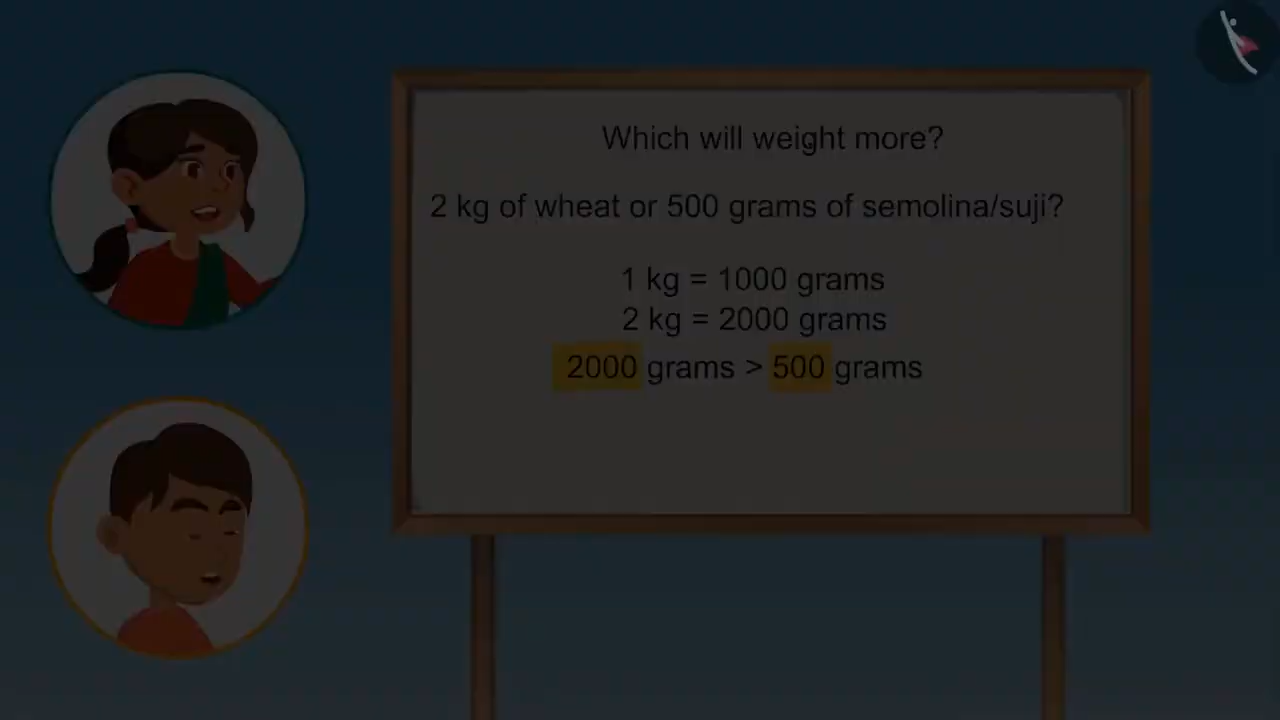 Which will weight more?
2 kg of wheat or 500 grams of semolina/suji?
1 kg = 1000 grams
2 kg = 2000 grams
2000 grams > 500 grams